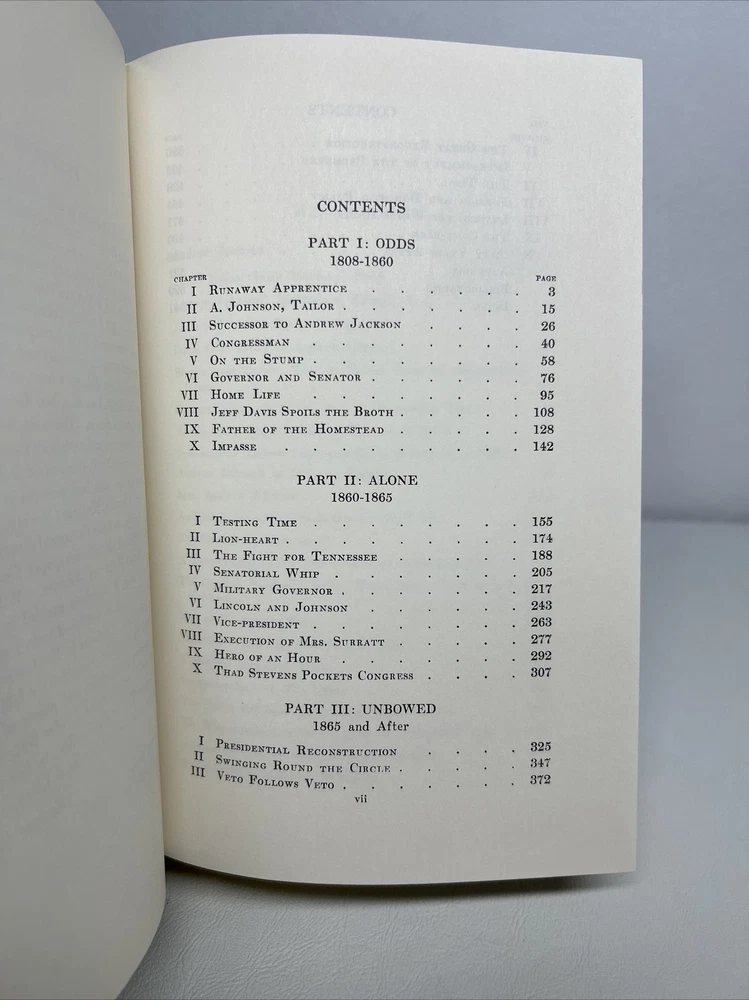 CONTENTS
PART I: ODDS
1808-1860
CHAPTER PAGE
I RUNAWAY APPRENTICE . . . . . . 3
II A. JOHNSON, TAILOR . . . . . . . 15
III SUCCESSOR TO ANDREW JACKSON . . . . 26
IV CONGRESSMAN . . . . . . . . 40
V ON THE STUMP . . . . . . . . 58
VI GOVERNOR AND SENATOR . . . . . . 76
VII HOME LIFE . . . . . . . . 95
VIII JEFF DAVIS SPOILS THE BROTH . . . . . 108
IX FATHER OF THE HOMESTEAD . . . . . 128
X IMPASSE . . . . . . . . . 142
PART II: ALONE
1860-1865
I TESTING TIME . . . . . . . . 155
II LION-HEART . . . . . . . . . 174
III THE FIGHT FOR TENNESSEE . . . . . 188
IV SENATORIAL WHIP . . . . . . . 205
V MILITARY GOVERNOR . . . . . . . 217
VI LINCOLN AND JOHNSON . . . . . . 243
VII VICE-PRESIDENT . . . . . . . . 263
VIII EXECUTION OF MRS. SURRATT . . . . . 277
IX HERO OF AN HOUR . . . . . . . 292
X THAD STEVENS POCKETS CONGRESS . . . . 307
PART III: UNBOWED
1865 and After
I PRESIDENTIAL RECONSTRUCTION . . . . 325
II SWINGING ROUND THE CIRCLE . . . . . 347
III VETO FOLLOWS VETO . . . . . . . 372
vii